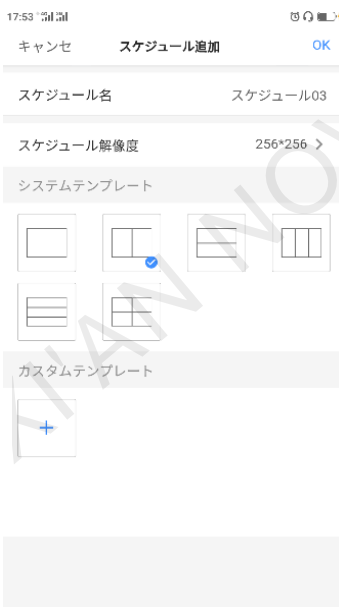 17:53
キャンセ スケジュール追加 OK
スケジュール名 スケジュール03
スケジュール解像度 256*256 >
システムテンプレート
カスタムテンプレート
+
XI'AN NOV